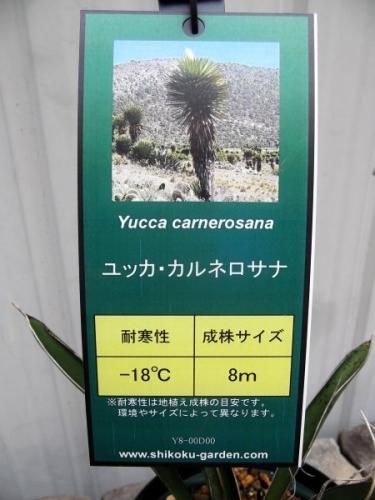 Yucca carnerosana
ユッカ・カルネロサナ
耐寒性 成株サイズ
-18℃ 8m
※耐寒性は地植え成株の目安です。
環境やサイズによって異なります。
Y8-00D00
www.shikoku-garden.com